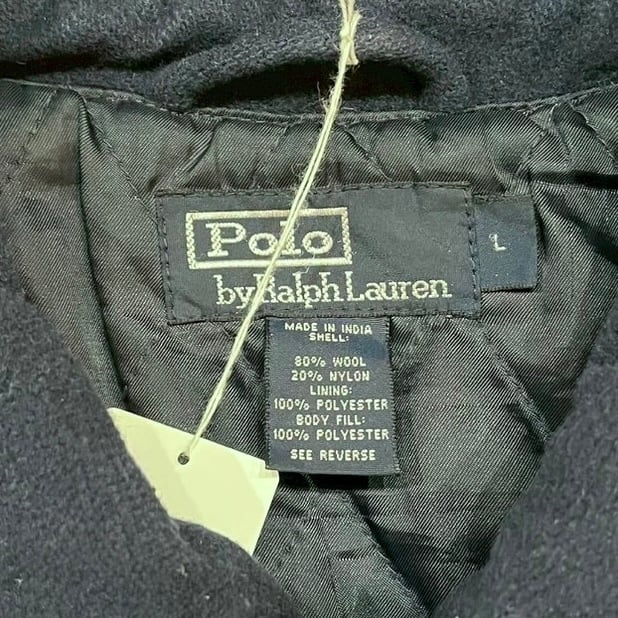 Polo
by Ralph Lauren
L
MADE IN INDIA
SHELL:
80% WOOL
20% NYLON
LINING:
100% POLYESTER
BODY FILL:
100% POLYESTER
SEE REVERSE